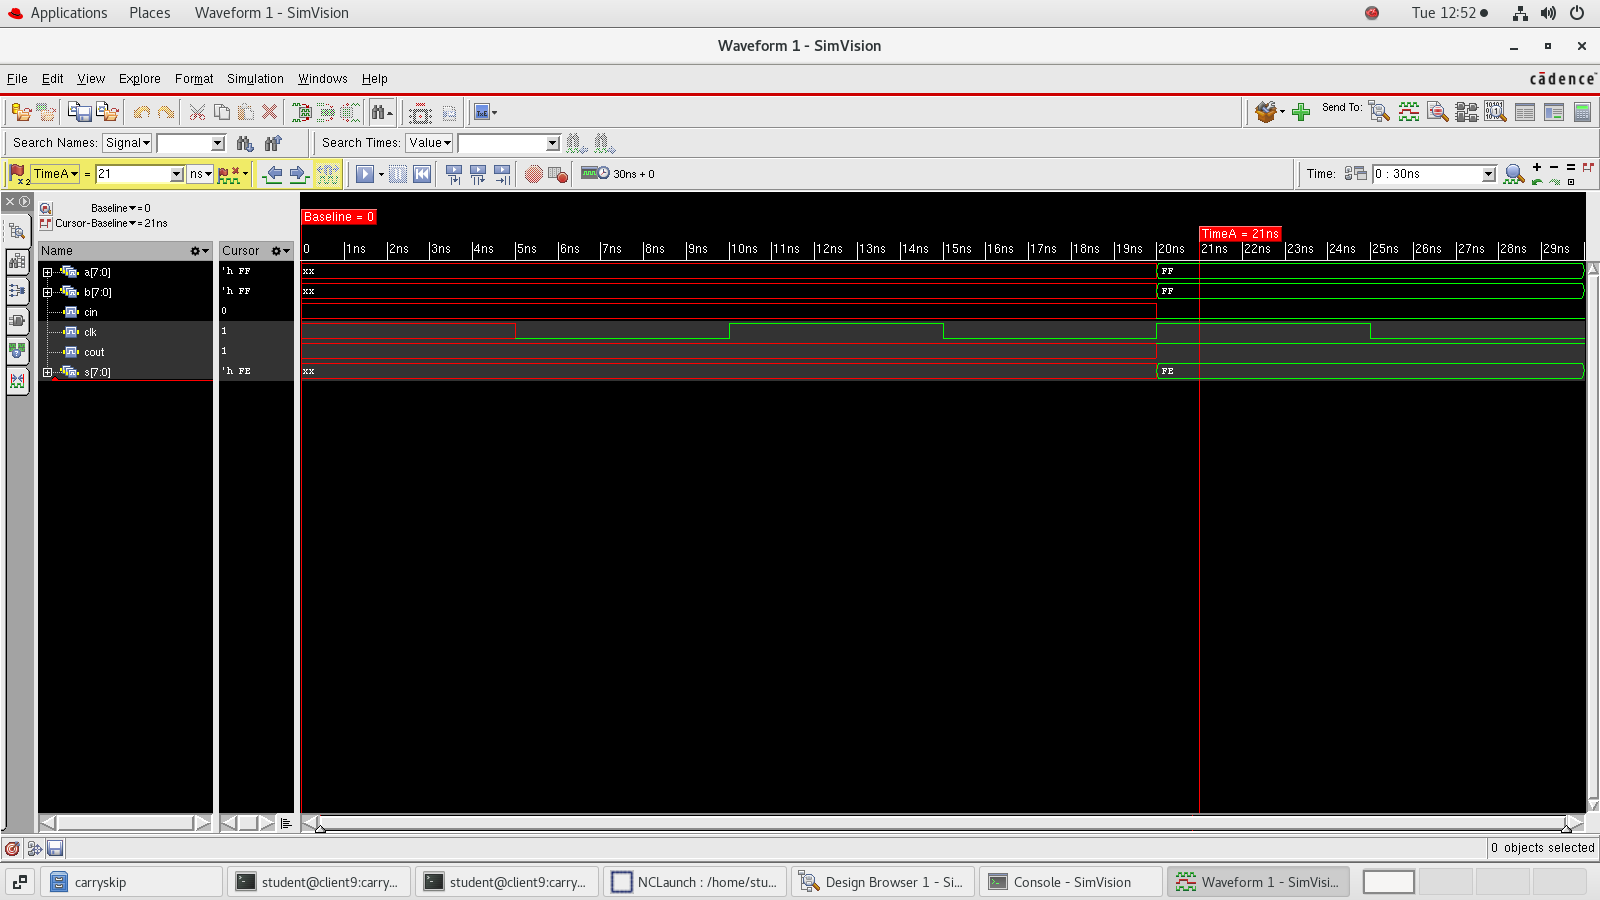 Applications Places Waveform 1 - SimVision Tue 12:52
Waveform 1 - SimVision
File Edit View Explore Format Simulation Windows Help cādence
Send To:
Search Names: Signal Search Times: Value
x2 TimeA = 21 ns 30ns + 0 Time: 0 : 30ns
Baseline = 0
Cursor-Baseline = 21ns
Baseline = 0
TimeA = 21ns
Name Cursor 0 1ns 2ns 3ns 4ns 5ns 6ns 7ns 8ns 9ns 10ns 11ns 12ns 13ns 14ns 15ns 16ns 17ns 18ns 19ns 20ns 21ns 22ns 23ns 24ns 25ns 26ns 27ns 28ns 29ns
a[7:0] 'h FF xx FF
b[7:0] 'h FF xx FF
cin 0
clk 1
cout 1
s[7:0] 'h FE xx FE
0 objects selected
carryskip student@client9:carry... student@client9:carry... NCLaunch : /home/stu... Design Browser 1 - Si... Console - SimVision Waveform 1 - SimVisi...